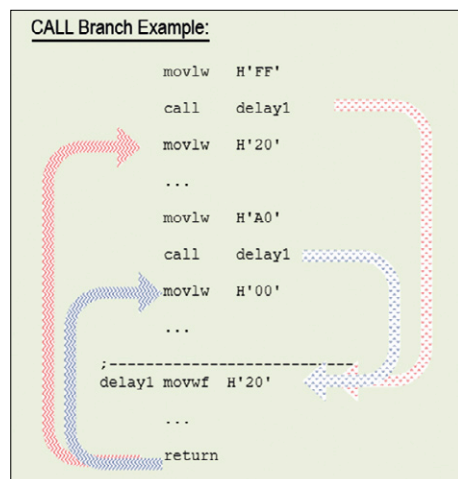 CALL Branch Example:
movlw H'FF'
call delay1
movlw H'20'
...
movlw H'A0'
call delay1
movlw H'00'
...
;---------------------------
delay1 movwf H'20'
...
return